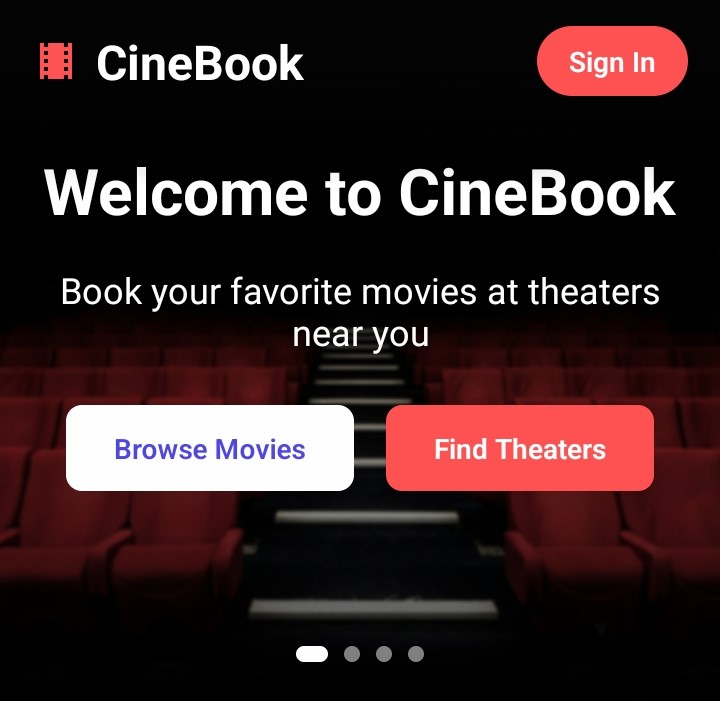 CineBook
Sign In
Welcome to CineBook
Book your favorite movies at theaters
near you
Browse Movies
Find Theaters